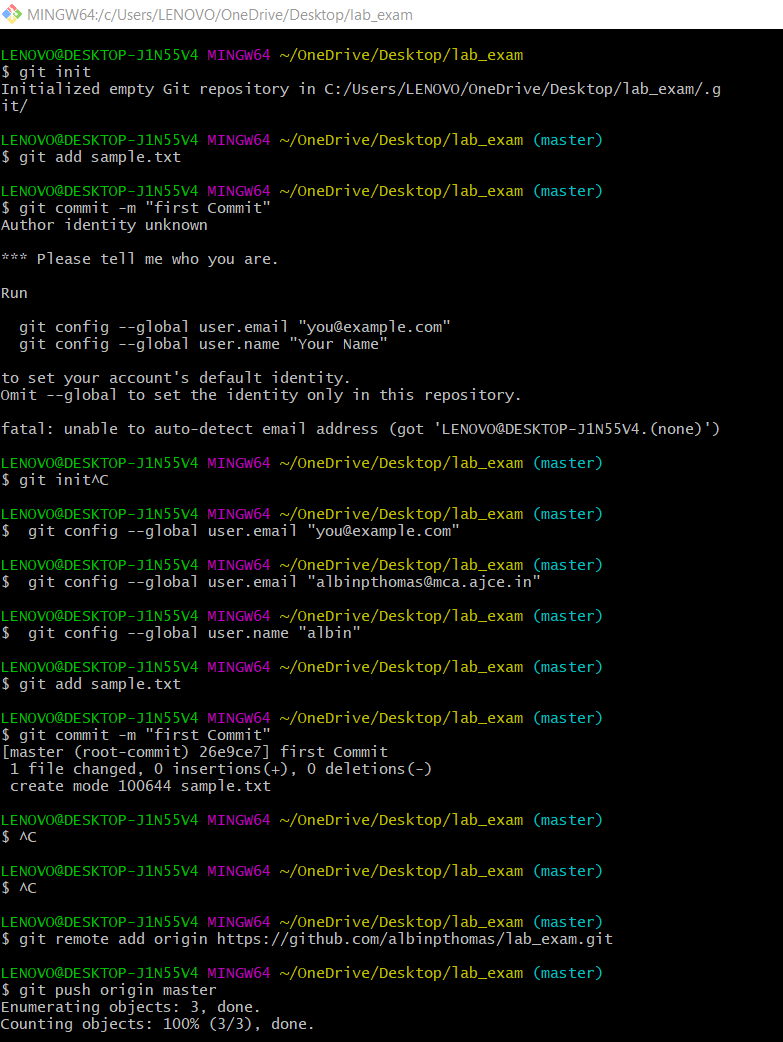 MINGW64:/c/Users/LENOVO/OneDrive/Desktop/lab_exam
LENOVO@DESKTOP-J1N55V4 MINGW64 ~/OneDrive/Desktop/lab_exam
$ git init
Initialized empty Git repository in C:/Users/LENOVO/OneDrive/Desktop/lab_exam/.g
it/
LENOVO@DESKTOP-J1N55V4 MINGW64 ~/OneDrive/Desktop/lab_exam (master)
$ git add sample.txt
LENOVO@DESKTOP-J1N55V4 MINGW64 ~/OneDrive/Desktop/lab_exam (master)
$ git commit -m "first Commit"
Author identity unknown
*** Please tell me who you are.
Run
  git config --global user.email "you@example.com"
  git config --global user.name "Your Name"
to set your account's default identity.
Omit --global to set the identity only in this repository.
fatal: unable to auto-detect email address (got 'LENOVO@DESKTOP-J1N55V4.(none)')
LENOVO@DESKTOP-J1N55V4 MINGW64 ~/OneDrive/Desktop/lab_exam (master)
$ git init^C
LENOVO@DESKTOP-J1N55V4 MINGW64 ~/OneDrive/Desktop/lab_exam (master)
$  git config --global user.email "you@example.com"
LENOVO@DESKTOP-J1N55V4 MINGW64 ~/OneDrive/Desktop/lab_exam (master)
$  git config --global user.email "albinpthomas@mca.ajce.in"
LENOVO@DESKTOP-J1N55V4 MINGW64 ~/OneDrive/Desktop/lab_exam (master)
$  git config --global user.name "albin"
LENOVO@DESKTOP-J1N55V4 MINGW64 ~/OneDrive/Desktop/lab_exam (master)
$ git add sample.txt
LENOVO@DESKTOP-J1N55V4 MINGW64 ~/OneDrive/Desktop/lab_exam (master)
$ git commit -m "first Commit"
[master (root-commit) 26e9ce7] first Commit
 1 file changed, 0 insertions(+), 0 deletions(-)
 create mode 100644 sample.txt
LENOVO@DESKTOP-J1N55V4 MINGW64 ~/OneDrive/Desktop/lab_exam (master)
$ ^C
LENOVO@DESKTOP-J1N55V4 MINGW64 ~/OneDrive/Desktop/lab_exam (master)
$ ^C
LENOVO@DESKTOP-J1N55V4 MINGW64 ~/OneDrive/Desktop/lab_exam (master)
$ git remote add origin https://github.com/albinpthomas/lab_exam.git
LENOVO@DESKTOP-J1N55V4 MINGW64 ~/OneDrive/Desktop/lab_exam (master)
$ git push origin master
Enumerating objects: 3, done.
Counting objects: 100% (3/3), done.